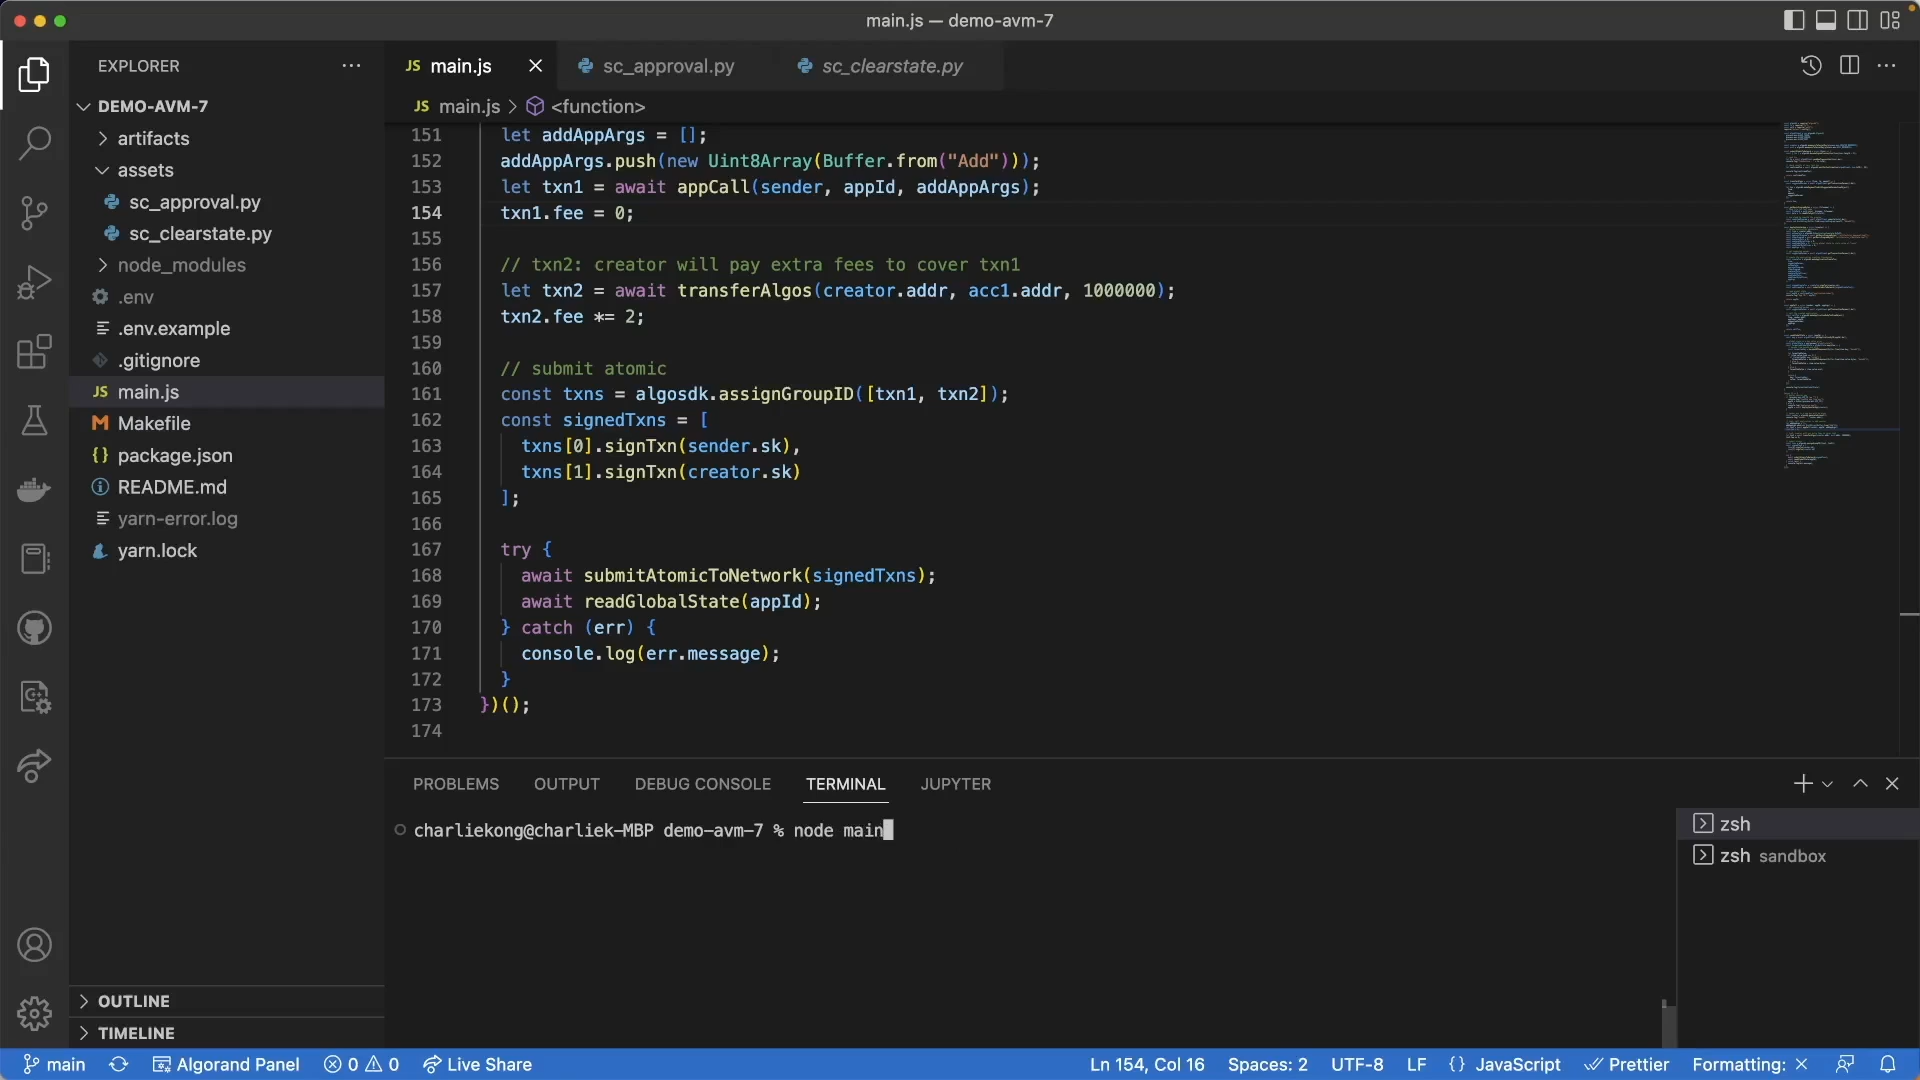 main.js — demo-avm-7
EXPLORER
DEMO-AVM-7
artifacts
assets
sc_approval.py
sc_clearstate.py
node_modules
.env
.env.example
.gitignore
JS main.js
Makefile
{} package.json
README.md
yarn-error.log
yarn.lock
OUTLINE
TIMELINE
JS main.js
sc_approval.py
sc_clearstate.py
JS main.js > <function>
151 let addAppArgs = [];
152 addAppArgs.push(new Uint8Array(Buffer.from("Add")));
153 let txn1 = await appCall(sender, appId, addAppArgs);
154 txn1.fee = 0;
155
156 // txn2: creator will pay extra fees to cover txn1
157 let txn2 = await transferAlgos(creator.addr, acc1.addr, 1000000);
158 txn2.fee *= 2;
159
160 // submit atomic
161 const txns = algosdk.assignGroupID([txn1, txn2]);
162 const signedTxns = [
163 txns[0].signTxn(sender.sk),
164 txns[1].signTxn(creator.sk)
165 ];
166
167 try {
168 await submitAtomicToNetwork(signedTxns);
169 await readGlobalState(appId);
170 } catch (err) {
171 console.log(err.message);
172 }
173 })();
174
PROBLEMS OUTPUT DEBUG CONSOLE TERMINAL JUPYTER
charliekong@charliek-MBP demo-avm-7 % node main
zsh
zsh sandbox
main Algorand Panel 0 0 Live Share Ln 154, Col 16 Spaces: 2 UTF-8 LF {} JavaScript Prettier Formatting: ×